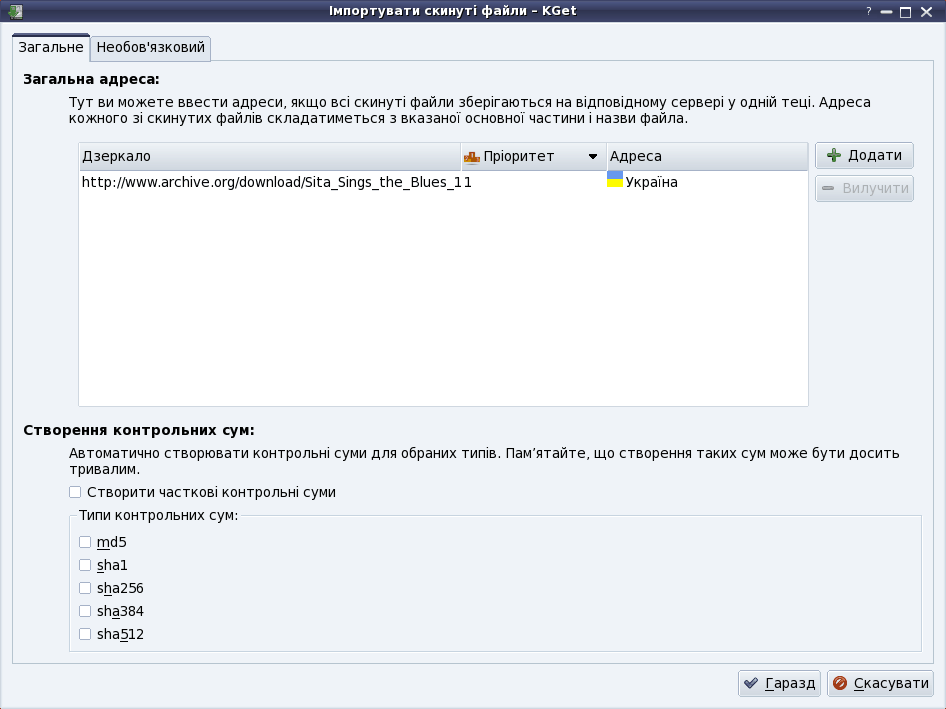 Імпортувати скинуті файли – KGet
?
Загальне Необов'язковий
Загальна адреса:
Тут ви можете ввести адреси, якщо всі скинуті файли зберігаються на відповідному сервері у одній теці. Адреса
кожного зі скинутих файлів складатиметься з вказаної основної частини і назви файла.
Дзеркало Пріоритет Адреса
Додати
http://www.archive.org/download/Sita_Sings_the_Blues_1 1 Україна
Вилучити
Створення контрольних сум:
Автоматично створювати контрольні суми для обраних типів. Пам’ятайте, що створення таких сум може бути досить
тривалим.
Створити часткові контрольні суми
Типи контрольних сум:
md5
sha1
sha256
sha384
sha512
Гаразд Скасувати